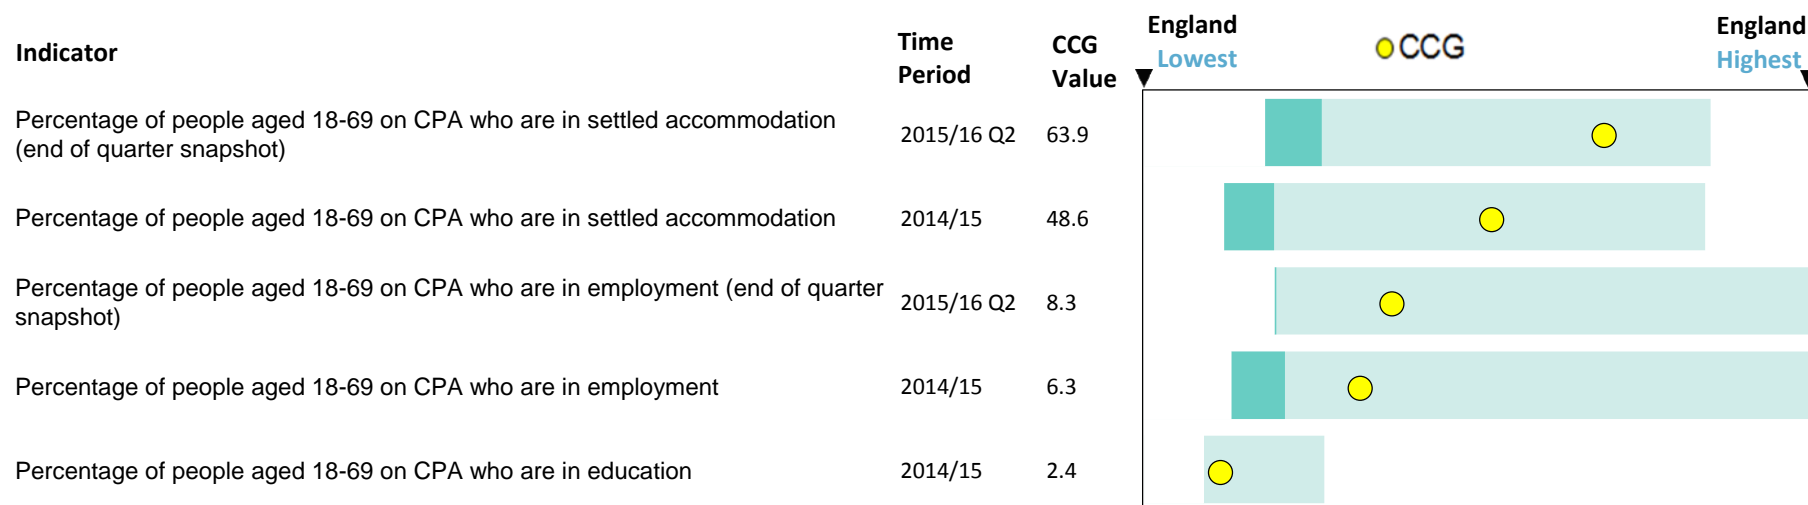 Indicator
Time
Period
CCG
Value
England
Lowest
CCG
England
Highest
Percentage of people aged 18-69 on CPA who are in settled accommodation
(end of quarter snapshot)
2015/16 Q2
63.9
Percentage of people aged 18-69 on CPA who are in settled accommodation
2014/15
48.6
Percentage of people aged 18-69 on CPA who are in employment (end of quarter
snapshot)
2015/16 Q2
8.3
Percentage of people aged 18-69 on CPA who are in employment
2014/15
6.3
Percentage of people aged 18-69 on CPA who are in education
2014/15
2.4